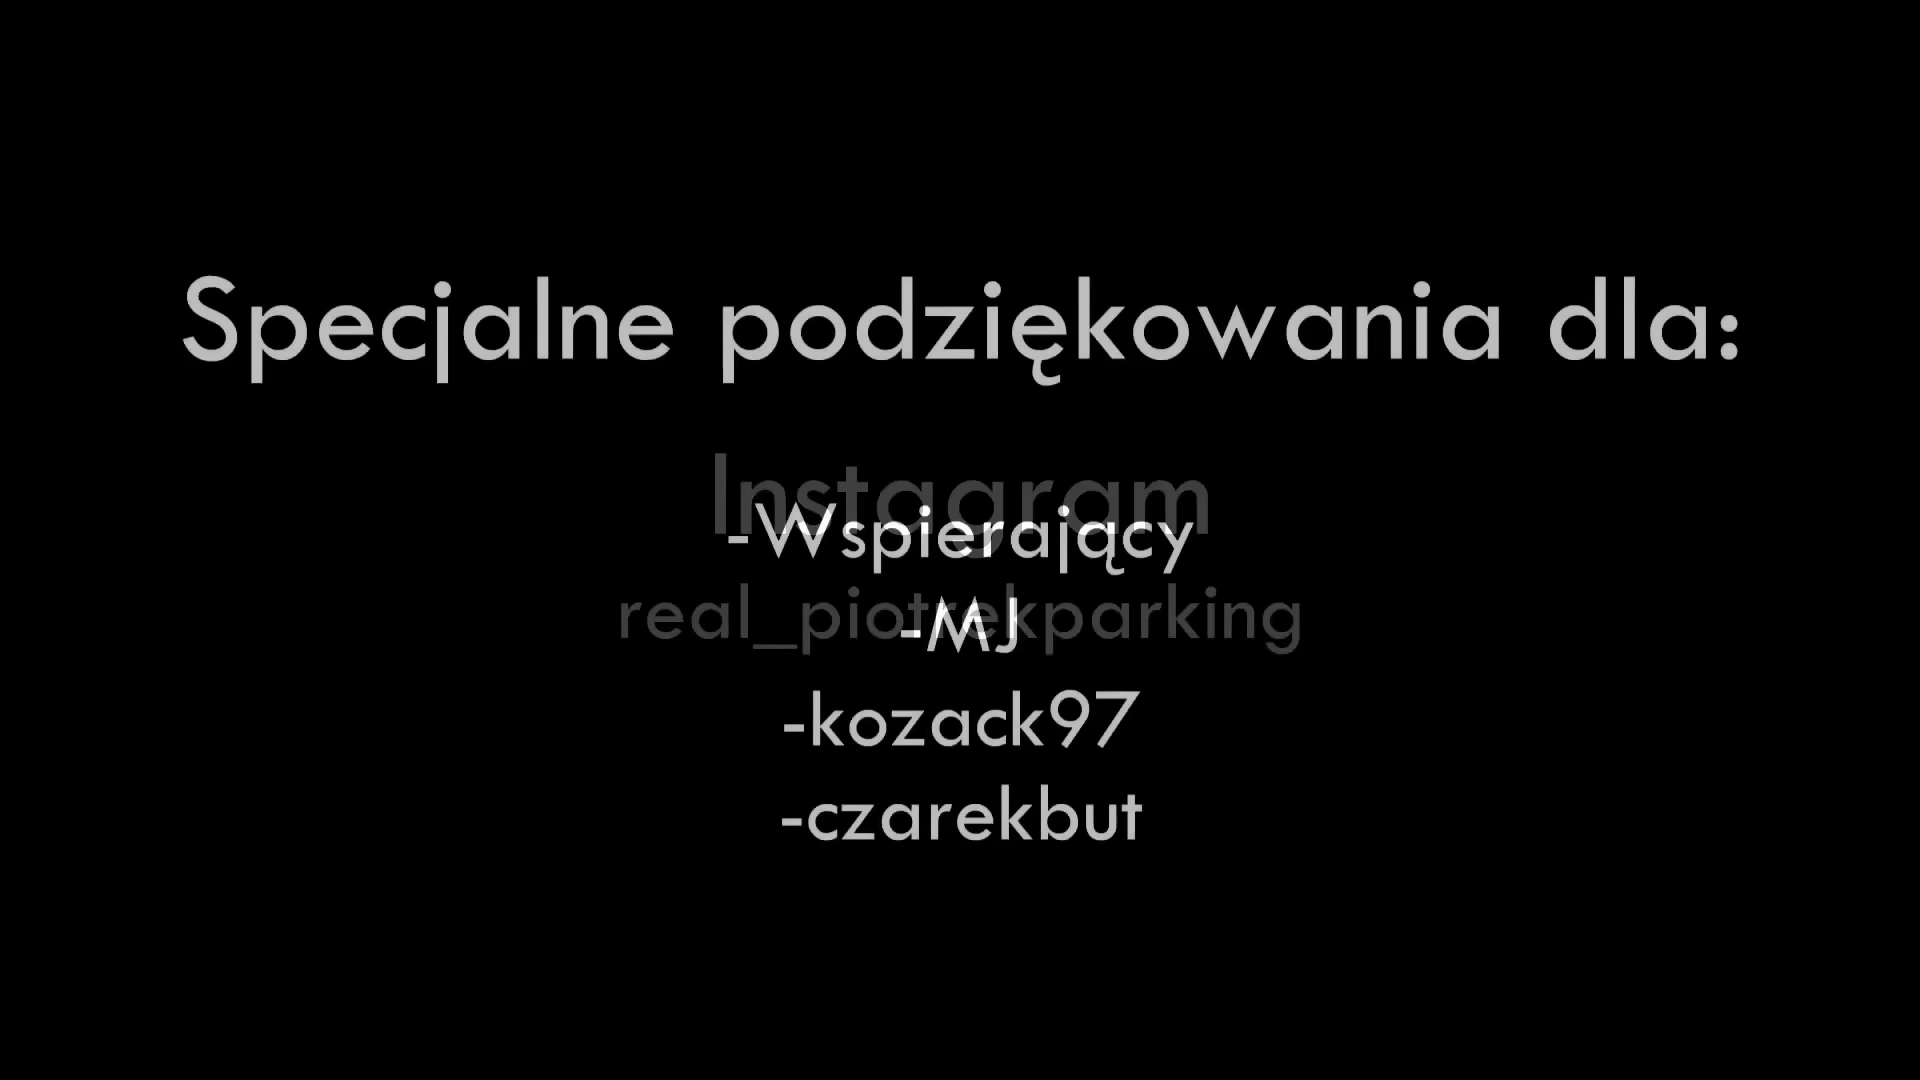 Specjalne podziękowania dla:
Instagram
-Wspierający
real_piotrekparking
-MJ
-kozack97
-czarekbut